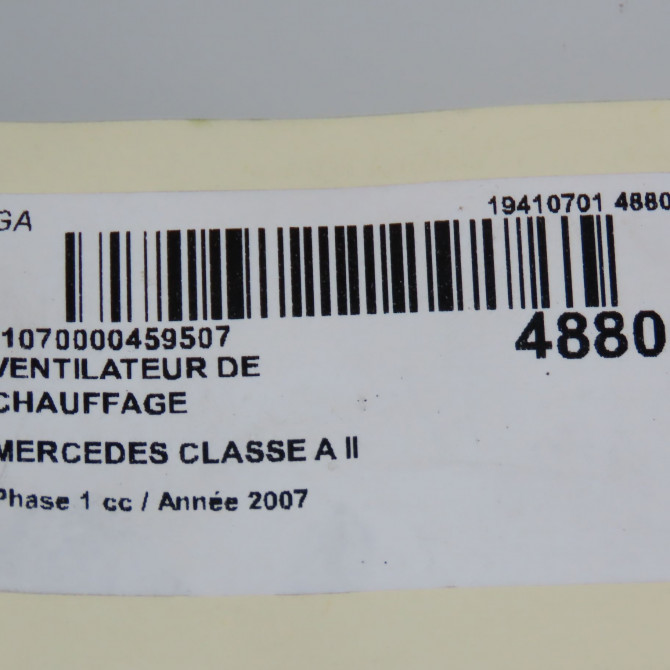 GA
19410701 4880
1070000459507
4880
VENTILATEUR DE
CHAUFFAGE
MERCEDES CLASSE A II
Phase 1 cc / Année 2007